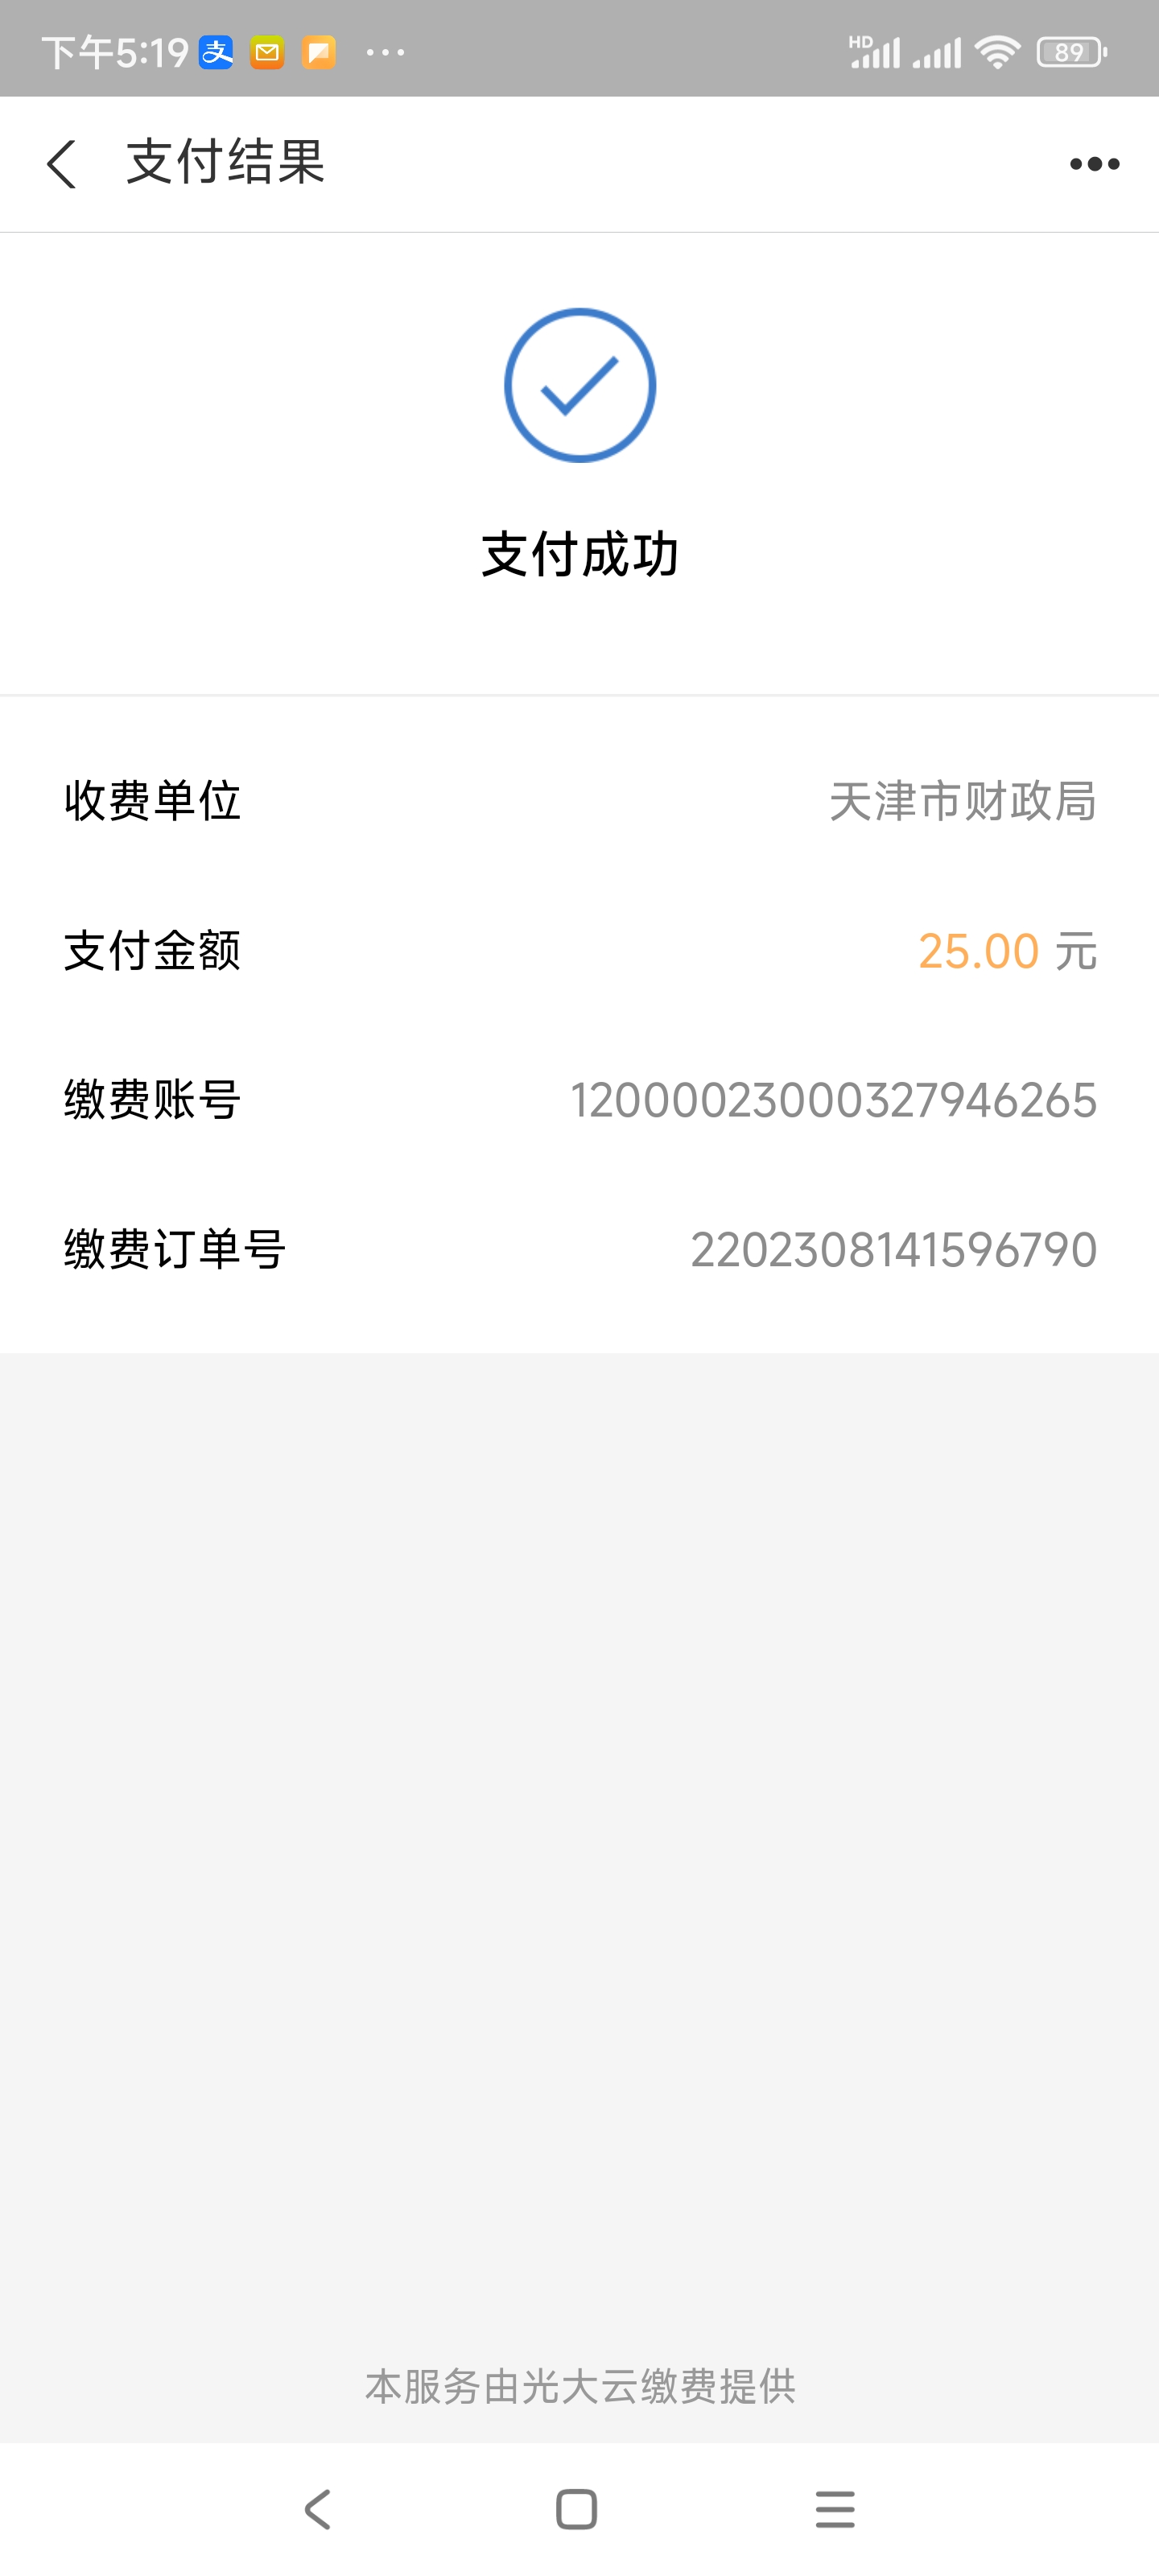 下午5:19 支 ... HD 89
支付结果
支付成功
收费单位 天津市财政局
支付金额 25.00 元
缴费账号 12000023000327946265
缴费订单号 2202308141596790
本服务由光大云缴费提供